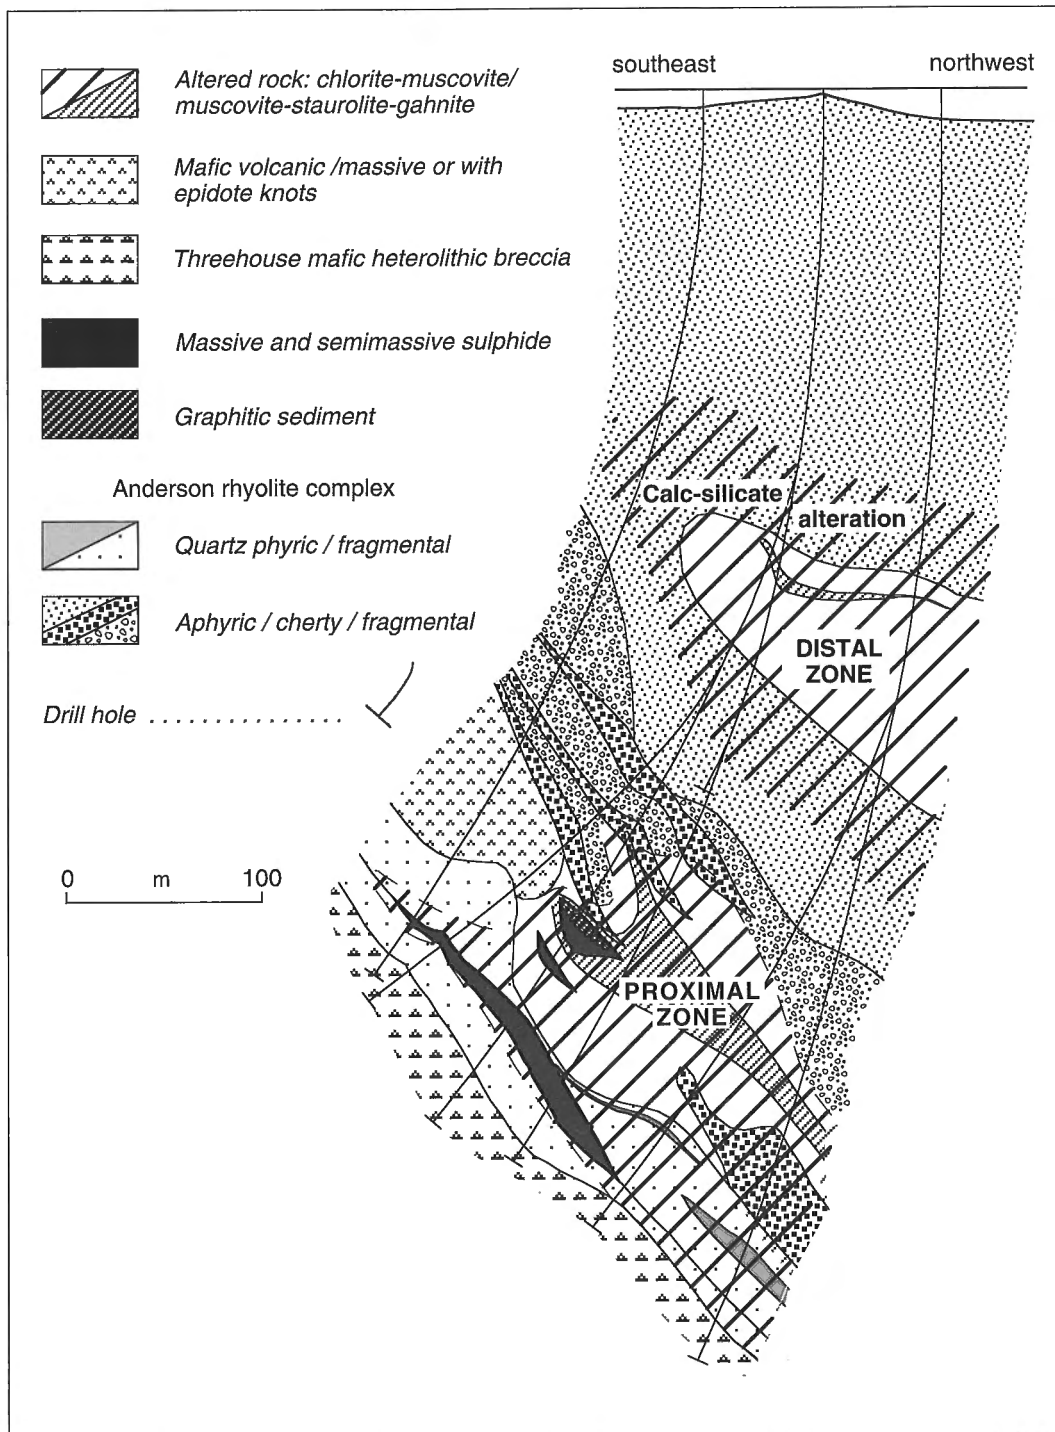 southeast
northwest
Altered rock: chlorite-muscovite/
muscovite-staurolite-gahnite
Mafic volcanic /massive or with
epidote knots
Threehouse mafic heterolithic breccia
Massive and semimassive sulphide
Graphitic sediment
Anderson rhyolite complex
Quartz phyric / fragmental
Aphyric / cherty / fragmental
Drill hole . . . . . . . . . . . . . . .
0 m 100
Calc-silicate
alteration
DISTAL
ZONE
PROXIMAL
ZONE